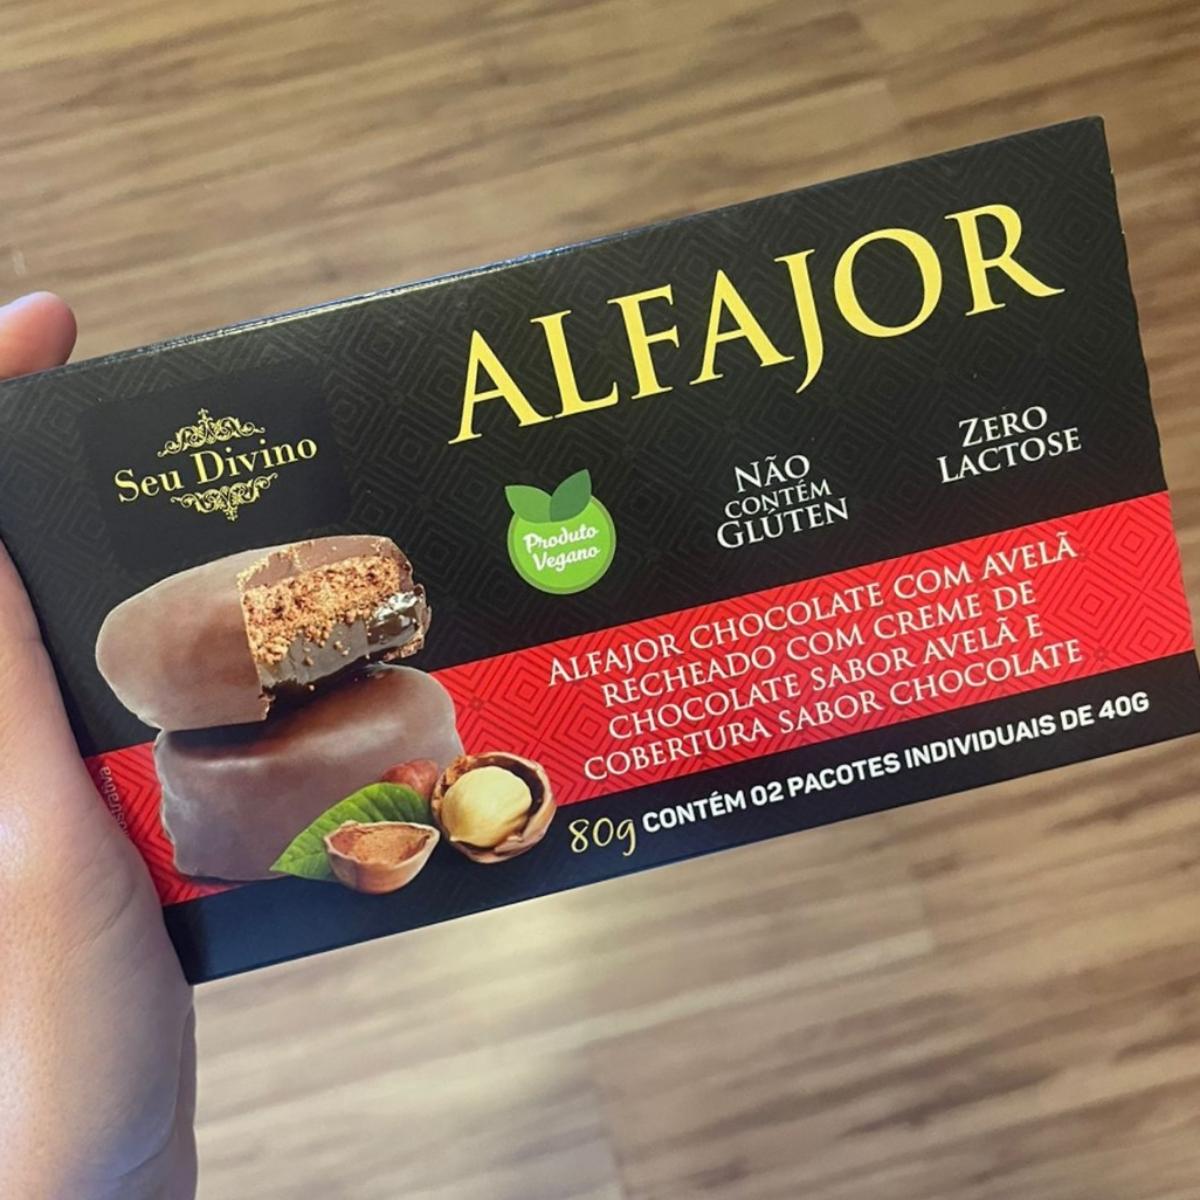 ALFAJOR
Seu Divino
Produto
Vegano
NÃO
CONTÉM
GLÚTEN
ZERO
LACTOSE
ALFAJOR CHOCOLATE COM AVELÃ
RECHEADO COM CREME DE
CHOCOLATE SABOR AVELÃ E
COBERTURA SABOR CHOCOLATE
80g CONTÉM 02 PACOTES INDIVIDUAIS DE 40G